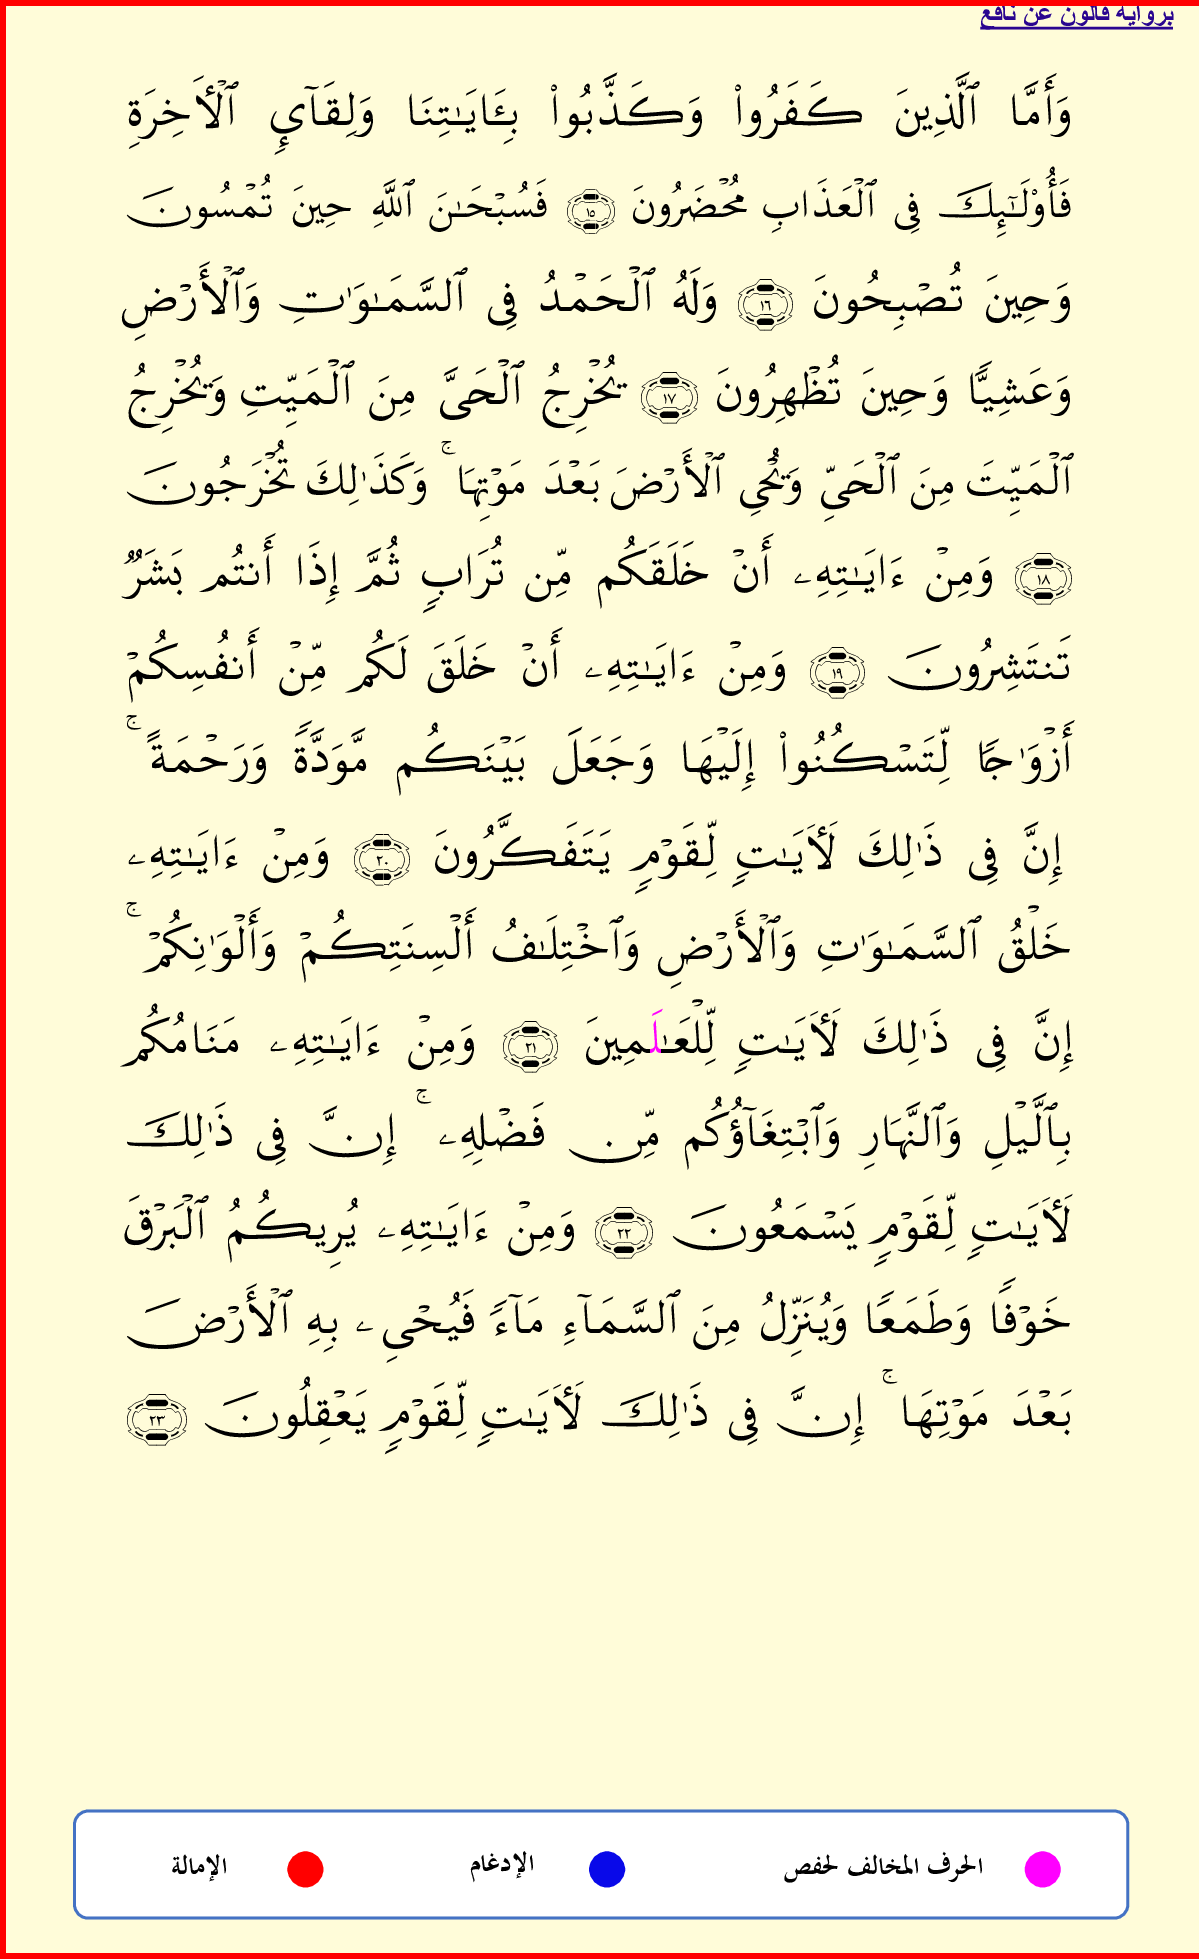 برواية قالون عن نافع
وَأَمَّا ٱلَّذِينَ كَفَرُواْ وَكَذَّبُواْ بِـَٔايَٰتِنَا وَلِقَآيِٕ ٱلۡأٓخِرَةِ
فَأُوْلَٰٓئِكَ فِي ٱلۡعَذَابِ مُحۡضَرُونَ ١٥ فَسُبۡحَٰنَ ٱللَّهِ حِينَ تُمۡسُونَ
وَحِينَ تُصۡبِحُونَ ١٦ وَلَهُ ٱلۡحَمۡدُ فِي ٱلسَّمَٰوَٰتِ وَٱلۡأَرۡضِ
وَعَشِيّٗا وَحِينَ تُظۡهِرُونَ ١٧ يُخۡرِجُ ٱلۡحَيَّ مِنَ ٱلۡمَيِّتِ وَيُخۡرِجُ
ٱلۡمَيِّتَ مِنَ ٱلۡحَيِّ وَيُحۡيِ ٱلۡأَرۡضَ بَعۡدَ مَوۡتِهَاۚ وَكَذَٰلِكَ تُخۡرَجُونَ
١٨ وَمِنۡ ءَايَٰتِهِۦ أَنۡ خَلَقَكُم مِّن تُرَابٖ ثُمَّ إِذَا أَنتُم بَشَرٞ
تَنتَشِرُونَ ١٩ وَمِنۡ ءَايَٰتِهِۦ أَنۡ خَلَقَ لَكُم مِّنۡ أَنفُسِكُمۡ
أَزۡوَٰجٗا لِّتَسۡكُنُواْ إِلَيۡهَا وَجَعَلَ بَيۡنَكُم مَّوَدَّةٗ وَرَحۡمَةًۚ
إِنَّ فِي ذَٰلِكَ لَأٓيَٰتٖ لِّقَوۡمٖ يَتَفَكَّرُونَ ٢٠ وَمِنۡ ءَايَٰتِهِۦ
خَلۡقُ ٱلسَّمَٰوَٰتِ وَٱلۡأَرۡضِ وَٱخۡتِلَٰفُ أَلۡسِنَتِكُمۡ وَأَلۡوَٰنِكُمۡۚ
إِنَّ فِي ذَٰلِكَ لَأٓيَٰتٖ لِّلۡعَٰلَمِينَ ٢١ وَمِنۡ ءَايَٰتِهِۦ مَنَامُكُم
بِٱلَّيۡلِ وَٱلنَّهَارِ وَٱبۡتِغَآؤُكُم مِّن فَضۡلِهِۦۚ إِنَّ فِي ذَٰلِكَ
لَأٓيَٰتٖ لِّقَوۡمٖ يَسۡمَعُونَ ٢٢ وَمِنۡ ءَايَٰتِهِۦ يُرِيكُمُ ٱلۡبَرۡقَ
خَوۡفٗا وَطَمَعٗا وَيُنَزِّلُ مِنَ ٱلسَّمَآءِ مَآءٗ فَيُحۡيِۦ بِهِ ٱلۡأَرۡضَ
بَعۡدَ مَوۡتِهَاۚ إِنَّ فِي ذَٰلِكَ لَأٓيَٰتٖ لِّقَوۡمٖ يَعۡقِلُونَ ٢٣
الحرف المخالف لحفص الإدغام الإمالة